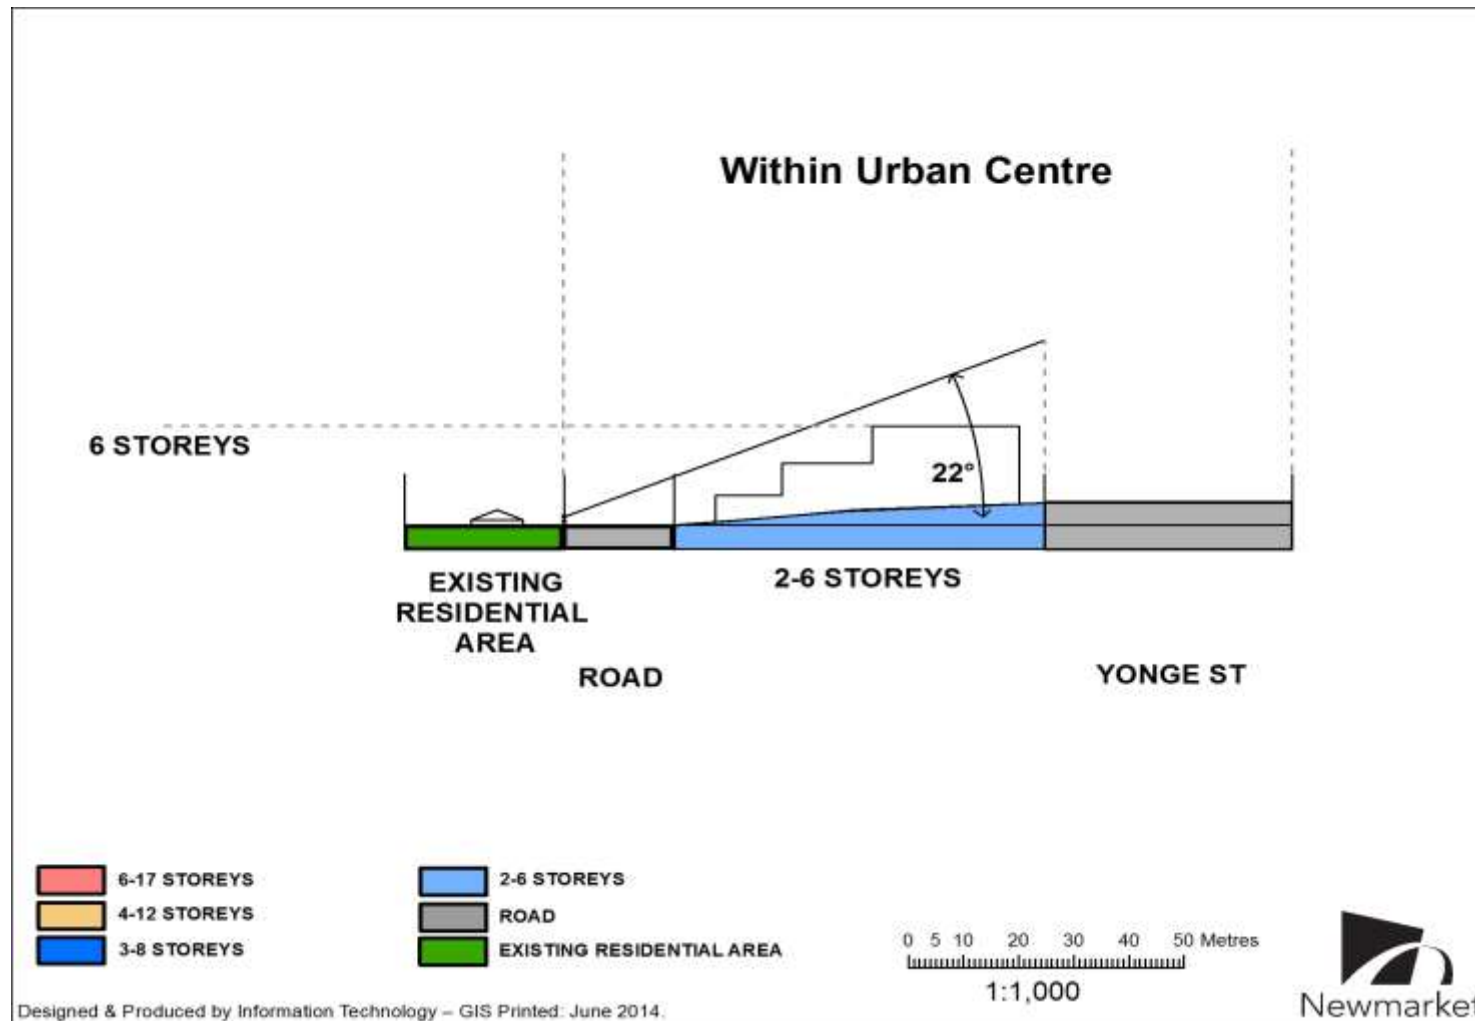 Within Urban Centre
6 STOREYS
22°
EXISTING
RESIDENTIAL
AREA
2-6 STOREYS
ROAD
YONGE ST
6-17 STOREYS
4-12 STOREYS
3-8 STOREYS
2-6 STOREYS
ROAD
EXISTING RESIDENTIAL AREA
0 5 10 20 30 40 50 Metres
1:1,000
Newmarket
Designed & Produced by Information Technology – GIS Printed: June 2014.